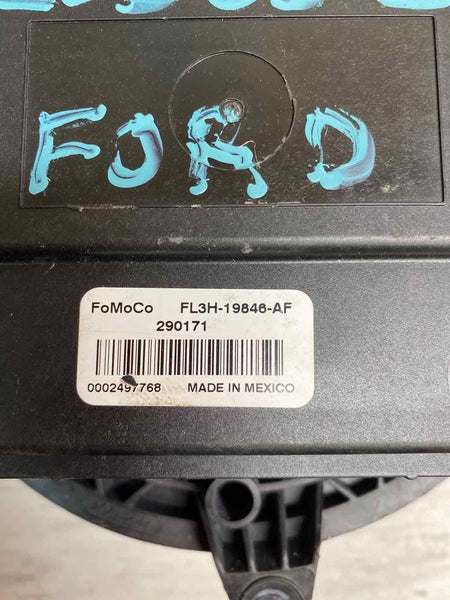 FORD
FoMoCo FL3H-19846-AF
290171
0002497768 MADE IN MEXICO